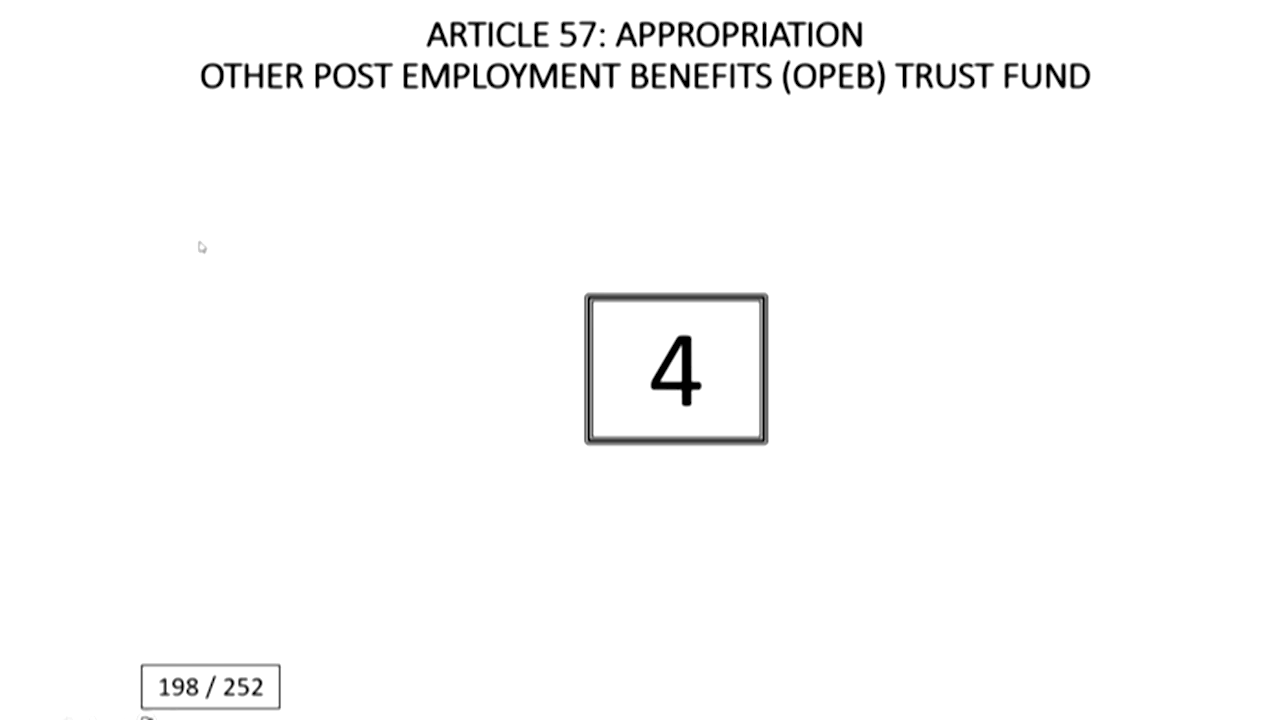 ARTICLE 57: APPROPRIATION
OTHER POST EMPLOYMENT BENEFITS (OPEB) TRUST FUND
4
198 / 252